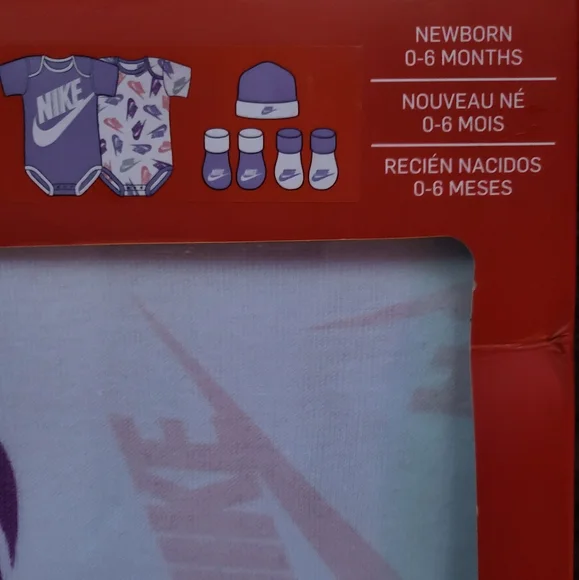 NEWBORN
0-6 MONTHS
NOUVEAU NÉ
0-6 MOIS
RECIÉN NACIDOS
0-6 MESES
NIKE
NIKE